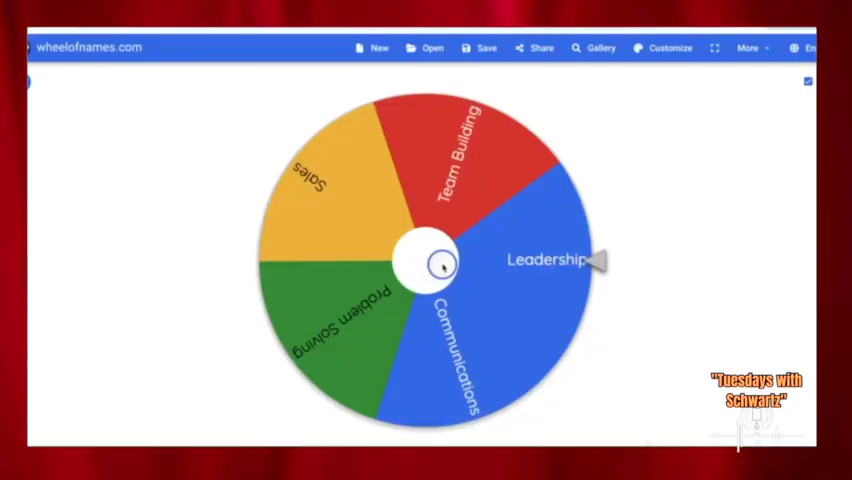 wheelofnames.com New Open Save Share Gallery Customize More En
Team Building
Sales
Leadership
Problem Solving
Communications
"Tuesdays with
Schwartz"